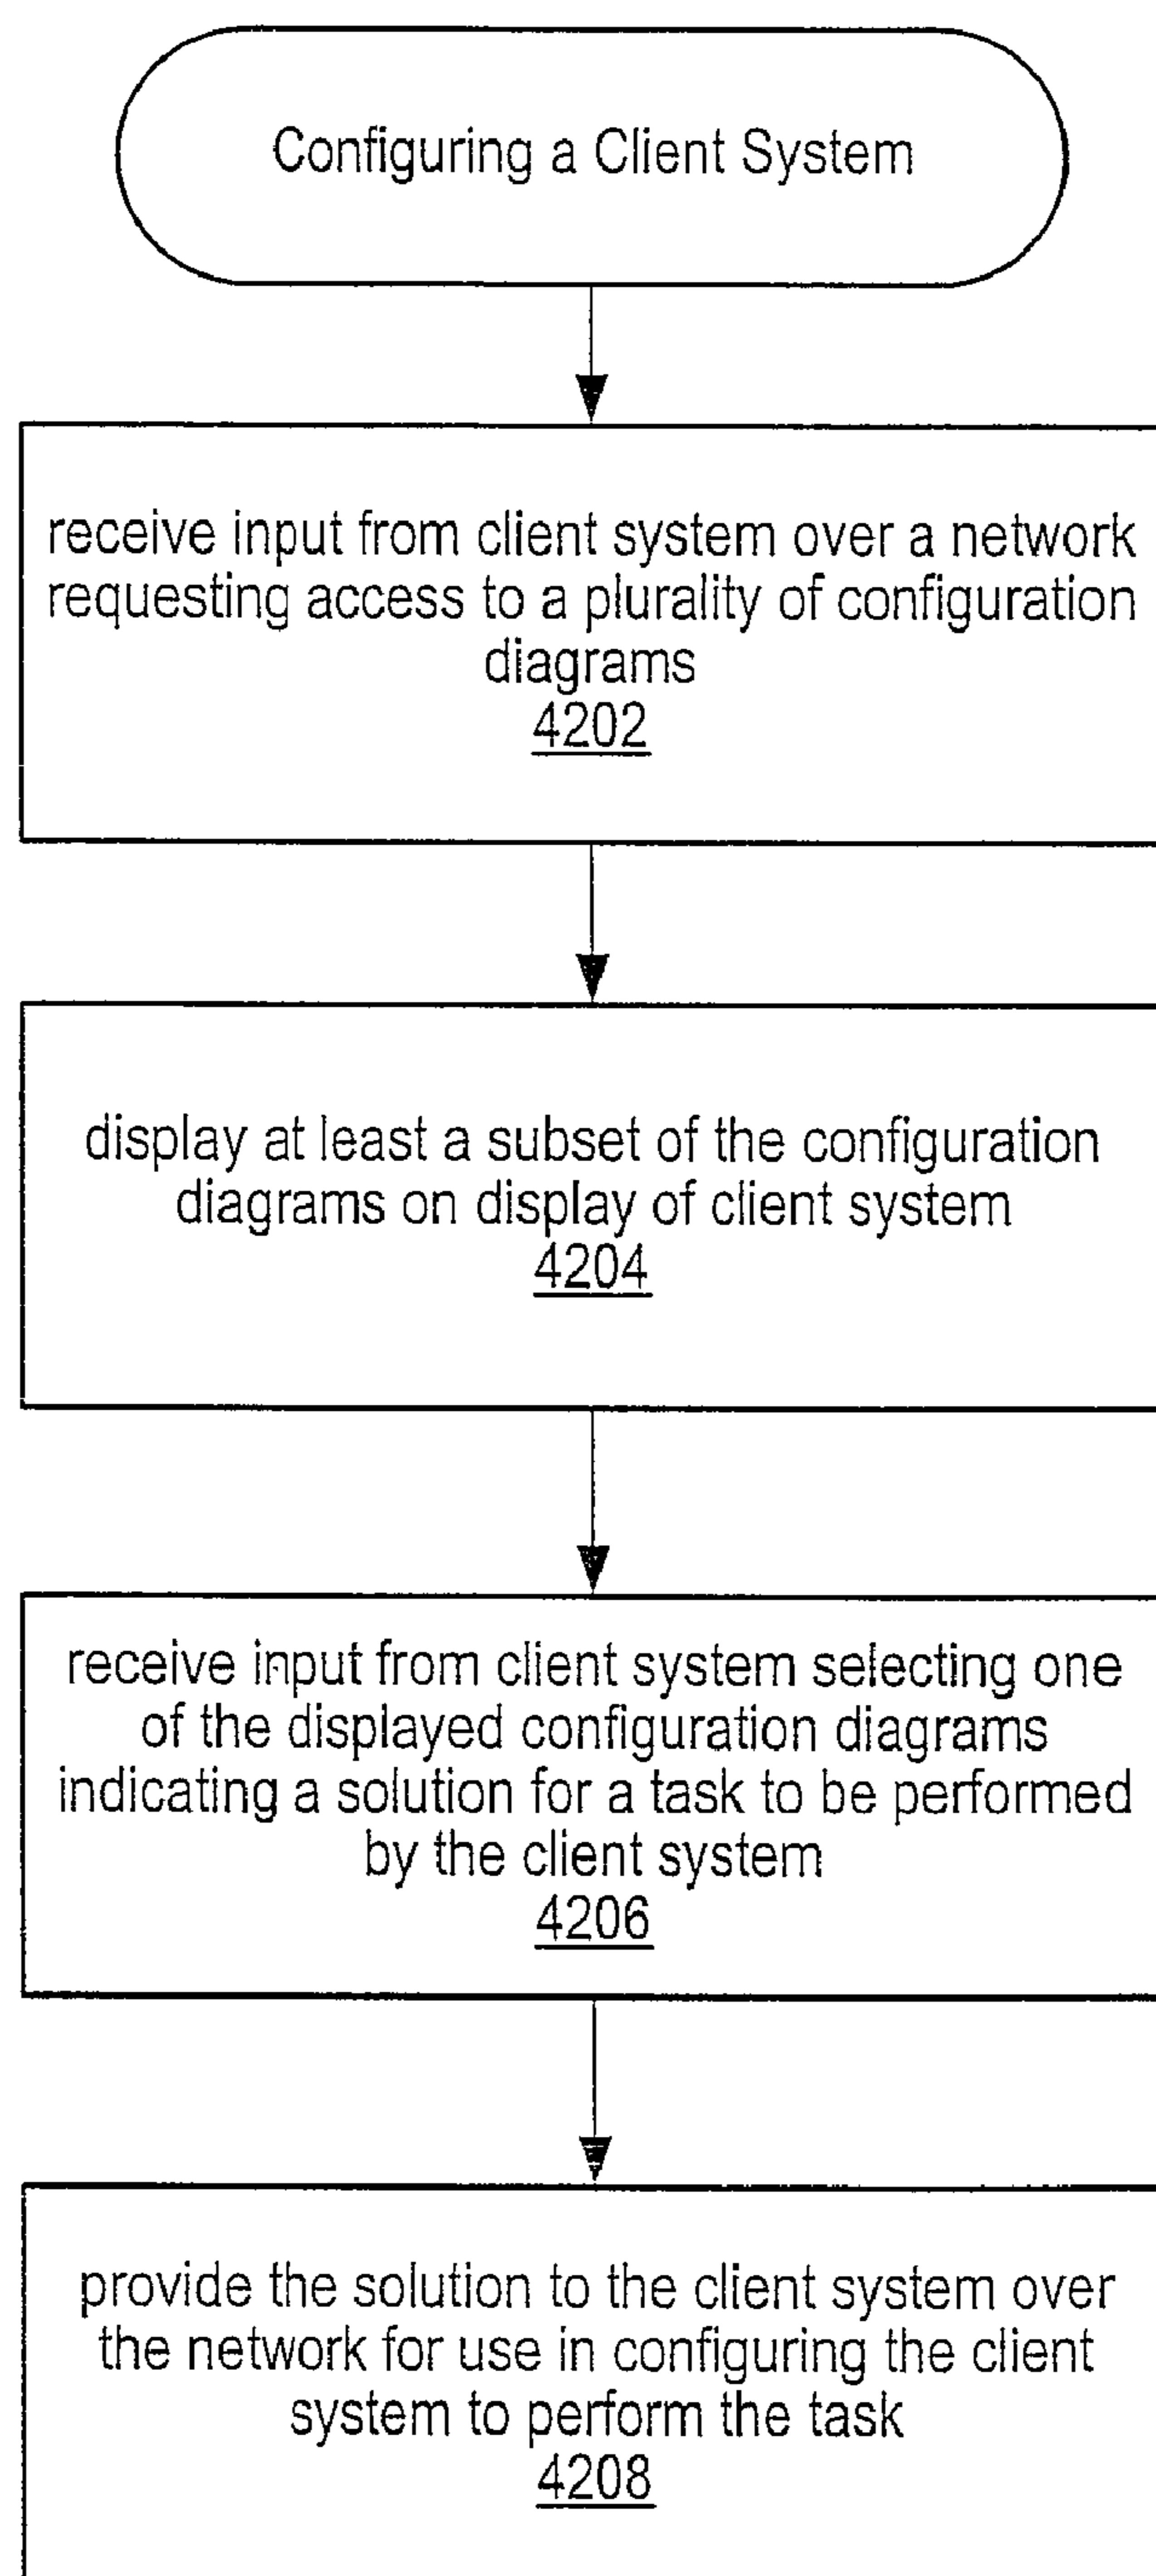 Configuring a Client System
receive input from client system over a network
requesting access to a plurality of configuration
diagrams
4202
display at least a subset of the configuration
diagrams on display of client system
4204
receive input from client system selecting one
of the displayed configuration diagrams
indicating a solution for a task to be performed
by the client system
4206
provide the solution to the client system over
the network for use in configuring the client
system to perform the task
4208